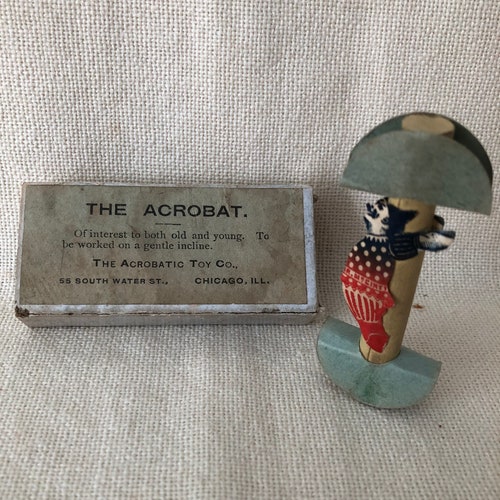 THE ACROBAT.
Of interest to both old and young. To
be worked on a gentle incline.
THE ACROBATIC TOY CO.,
55 SOUTH WATER ST., CHICAGO, ILL.